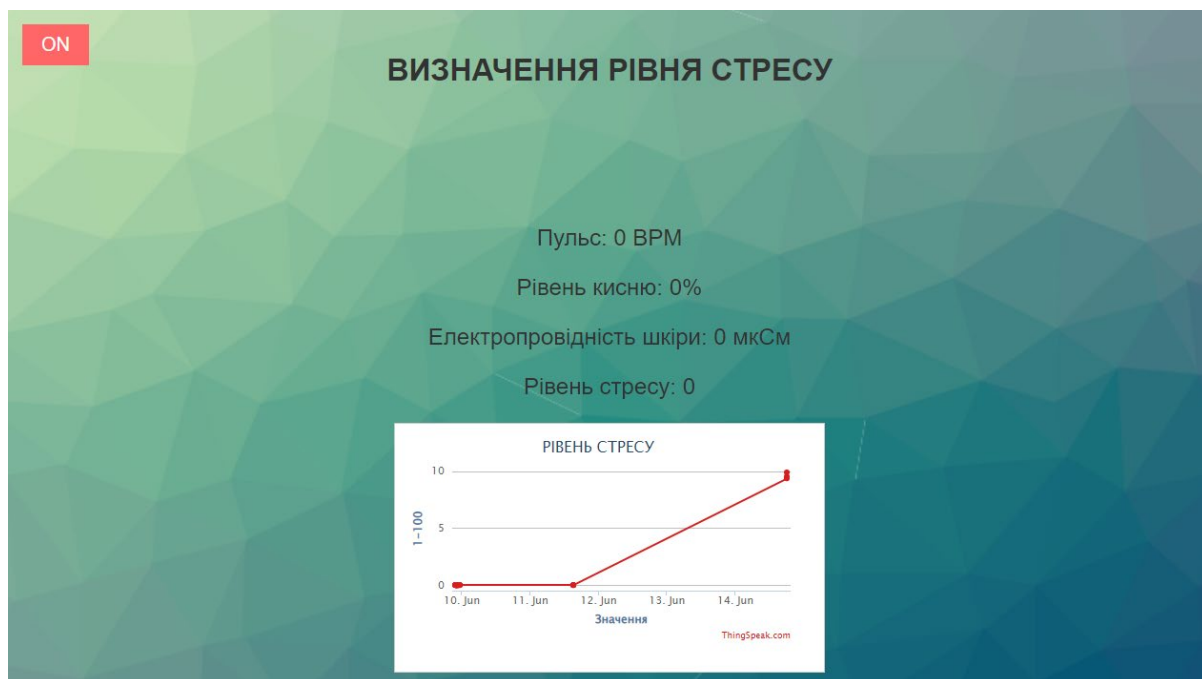 ON
ВИЗНАЧЕННЯ РІВНЯ СТРЕСУ
Пульс: 0 BPM
Рівень кисню: 0%
Електропровідність шкіри: 0 мкСм
Рівень стресу: 0
РІВЕНЬ СТРЕСУ
10
5
0
1-100
10. Jun 11. Jun 12. Jun 13. Jun 14. Jun
Значення
ThingSpeak.com